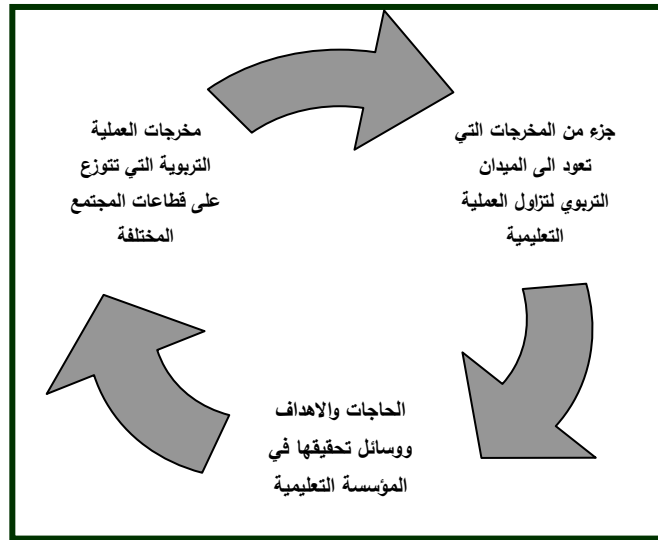 جزء من المخرجات التي
تعود الى الميدان
التربوي لتزاول العملية
التعليمية
مخرجات العملية
التربوية التي تتوزع
على قطاعات المجتمع
المختلفة
الحاجات والاهداف
ووسائل تحقيقها في
المؤسسة التعليمية